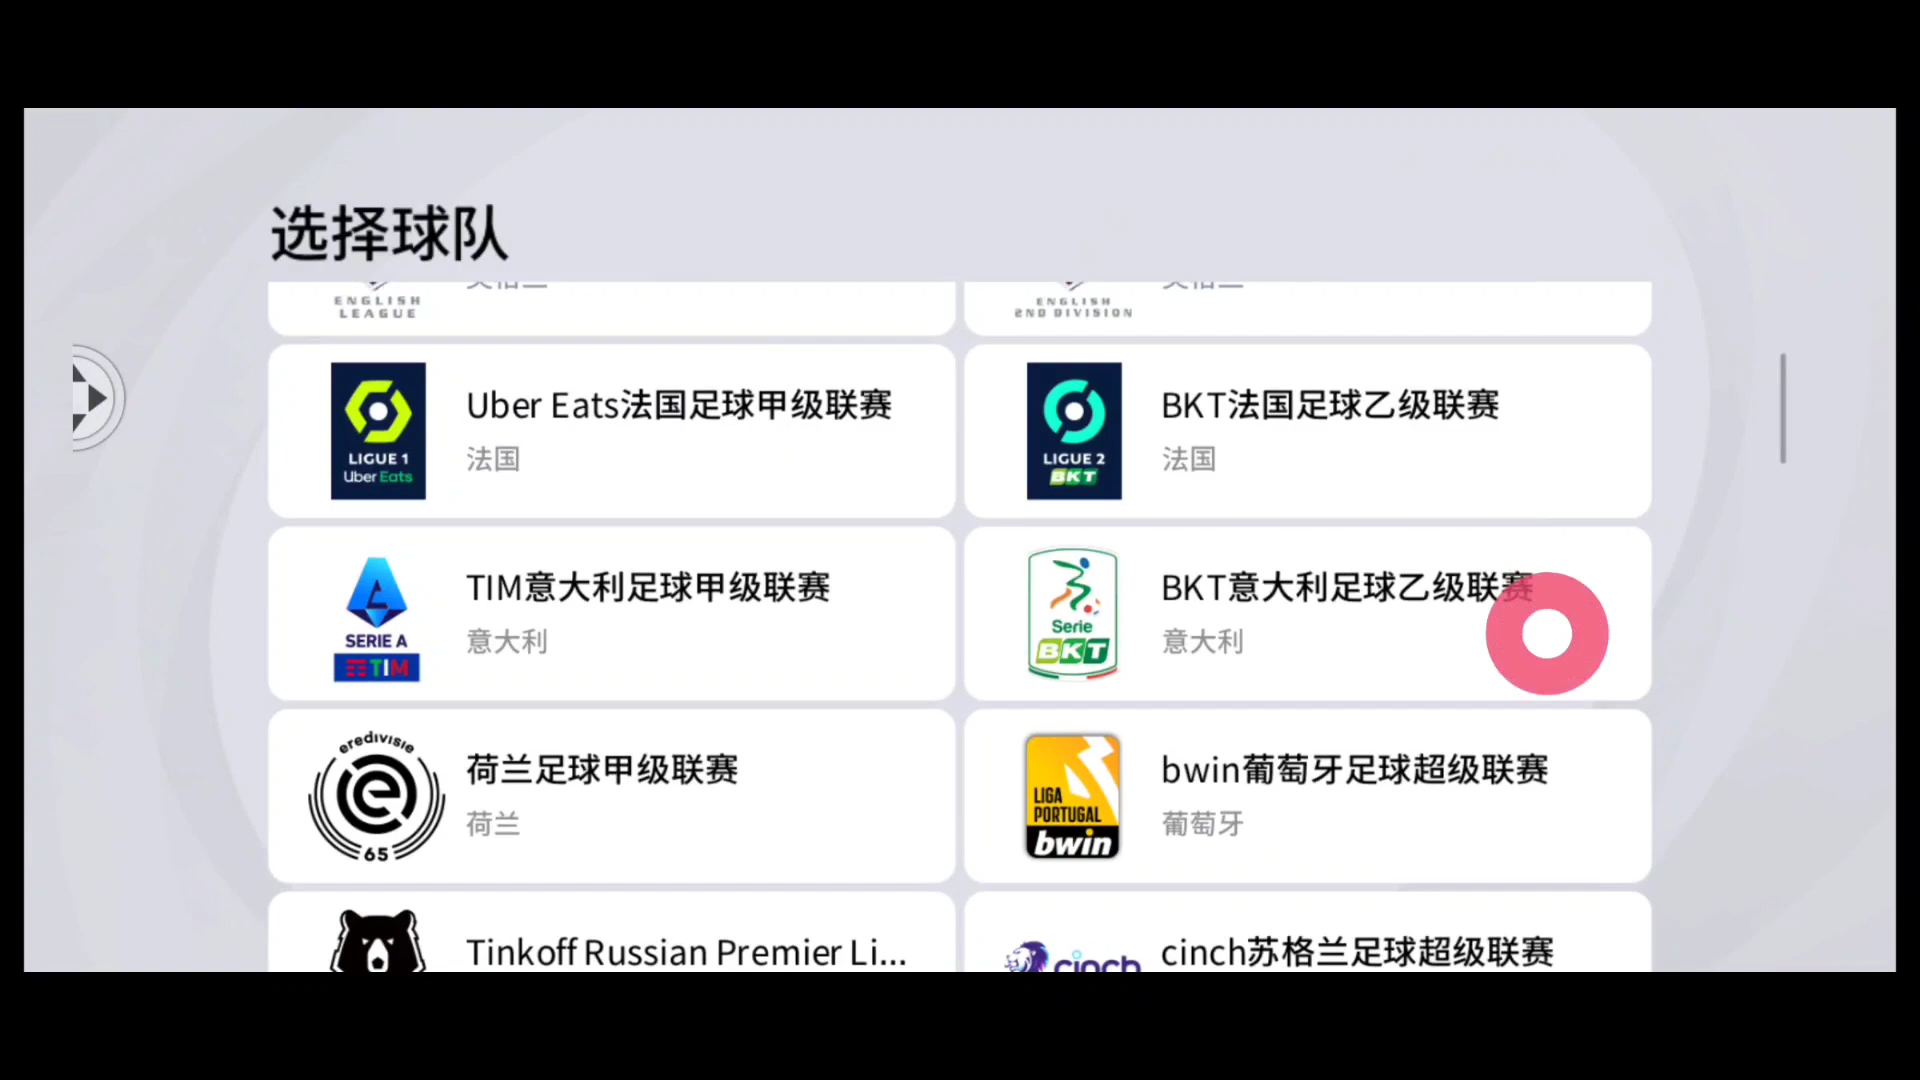 选择球队
ENGLISH
LEAGUE
ENGLISH
2ND DIVISION
LIGUE 1
Uber Eats
Uber Eats法国足球甲级联赛
法国
LIGUE 2
BKT
BKT法国足球乙级联赛
法国
SERIE A
TIM
TIM意大利足球甲级联赛
意大利
Serie
BKT
BKT意大利足球乙级联赛
意大利
eredivisie
e
65
荷兰足球甲级联赛
荷兰
LIGA
PORTUGAL
bwin
bwin葡萄牙足球超级联赛
葡萄牙
Tinkoff Russian Premier Li...
cinch
cinch苏格兰足球超级联赛